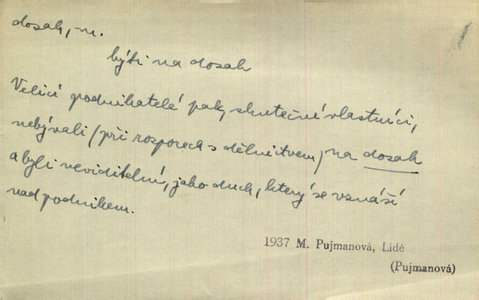 dosah, m.
býti na dosah
Velicí podnikatelé pak, skuteční vlastníci,
nebývali (při rozporech s dělnictvem) na dosah
a byli neviditelní, jako duch, který se vznáší
nad podnikem.
1937 M. Pujmanová, Lidé
(Pujmanová)